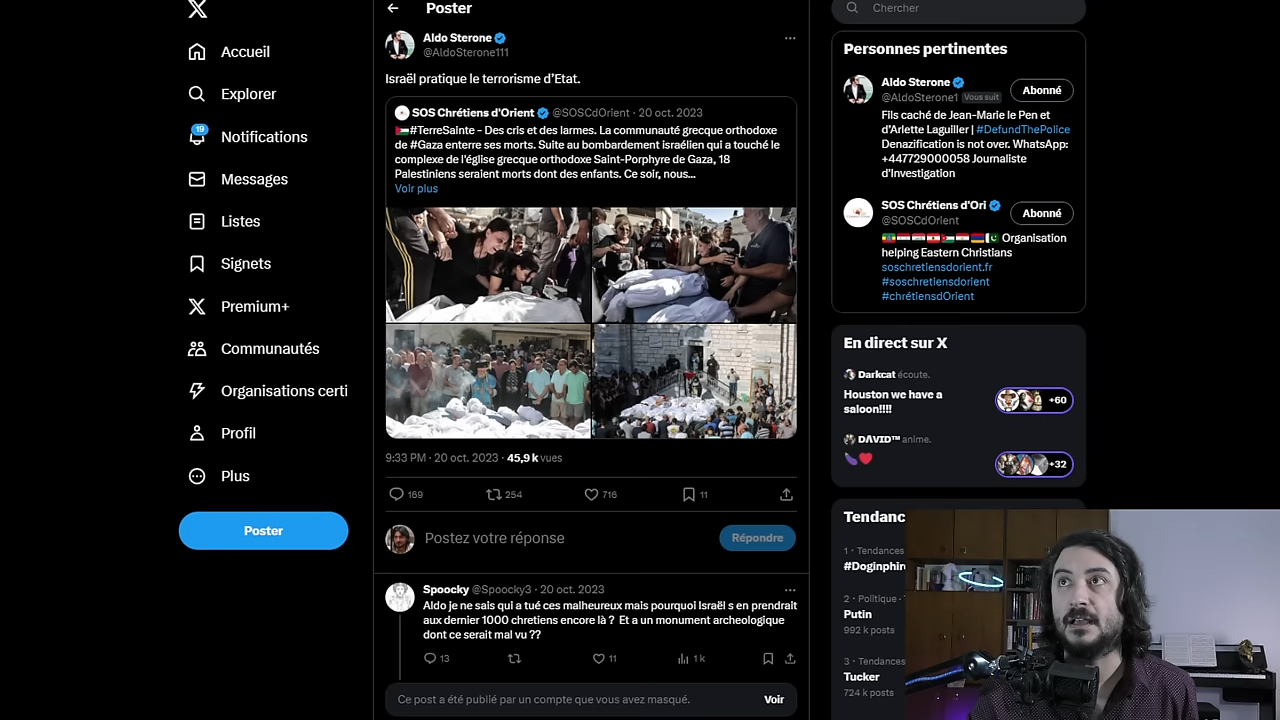 Accueil
Explorer
19
Notifications
Messages
Listes
Signets
Premium+
Communautés
Organisations certi
Profil
Plus
Poster
Poster
Aldo Sterone
@AldoSterone111
Israël pratique le terrorisme d'Etat.
SOS Chrétiens d'Orient @SOSCdOrient · 20 oct. 2023
#TerreSainte - Des cris et des larmes. La communauté grecque orthodoxe
de #Gaza enterre ses morts. Suite au bombardement israélien qui a touché le
complexe de l'église grecque orthodoxe Saint-Porphyre de Gaza, 18
Palestiniens seraient morts dont des enfants. Ce soir, nous...
Voir plus
9:33 PM · 20 oct. 2023 · 45,9 k vues
169 254 716 11
Postez votre réponse
Répondre
Spoocky @Spoocky3 · 20 oct. 2023
Aldo je ne sais qui a tué ces malheureux mais pourquoi Israël s en prendrait
aux dernier 1000 chretiens encore là ? Et a un monument archeologique
dont ce serait mal vu ??
13 11 1 k
Ce post a été publié par un compte que vous avez masqué.
Voir
Chercher
Personnes pertinentes
Aldo Sterone
@AldoSterone1 Vous suit
Abonné
Fils caché de Jean-Marie le Pen et
d'Arlette Laguiller | #DefundThePolice
Denazification is not over. WhatsApp:
+447729000058 Journaliste
d'Investigation
SOS Chrétiens d'Ori
@SOSCdOrient
Abonné
Organisation
helping Eastern Christians
soschretiensdorient.fr
#soschretiensdorient
#chrétiensdOrient
En direct sur X
Darkcat écoute.
Houston we have a
saloon!!!!
+60
DΛVID™ anime.
+32
Tendanc
1 · Tendances
#Doginphire
2 · Politique ·
Putin
992 k posts
3 · Tendances
Tucker
724 k posts